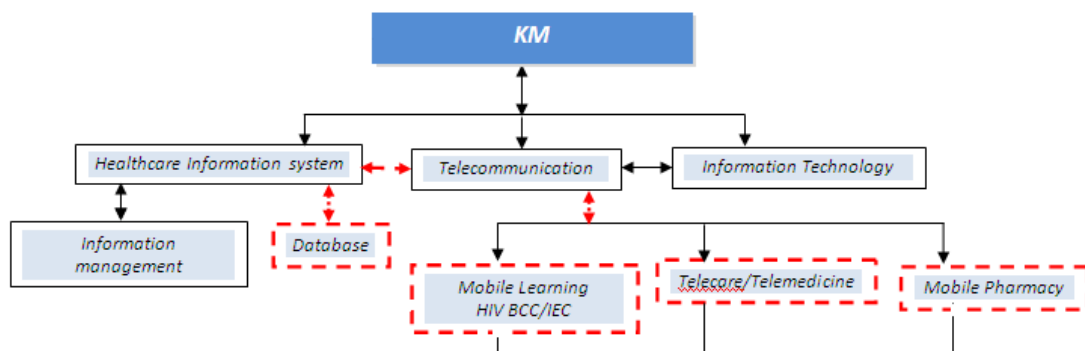 KM
Healthcare Information system
Telecommunication
Information Technology
Information
management
Database
Mobile Learning
HIV BCC/IEC
Telecare/Telemedicine
Mobile Pharmacy